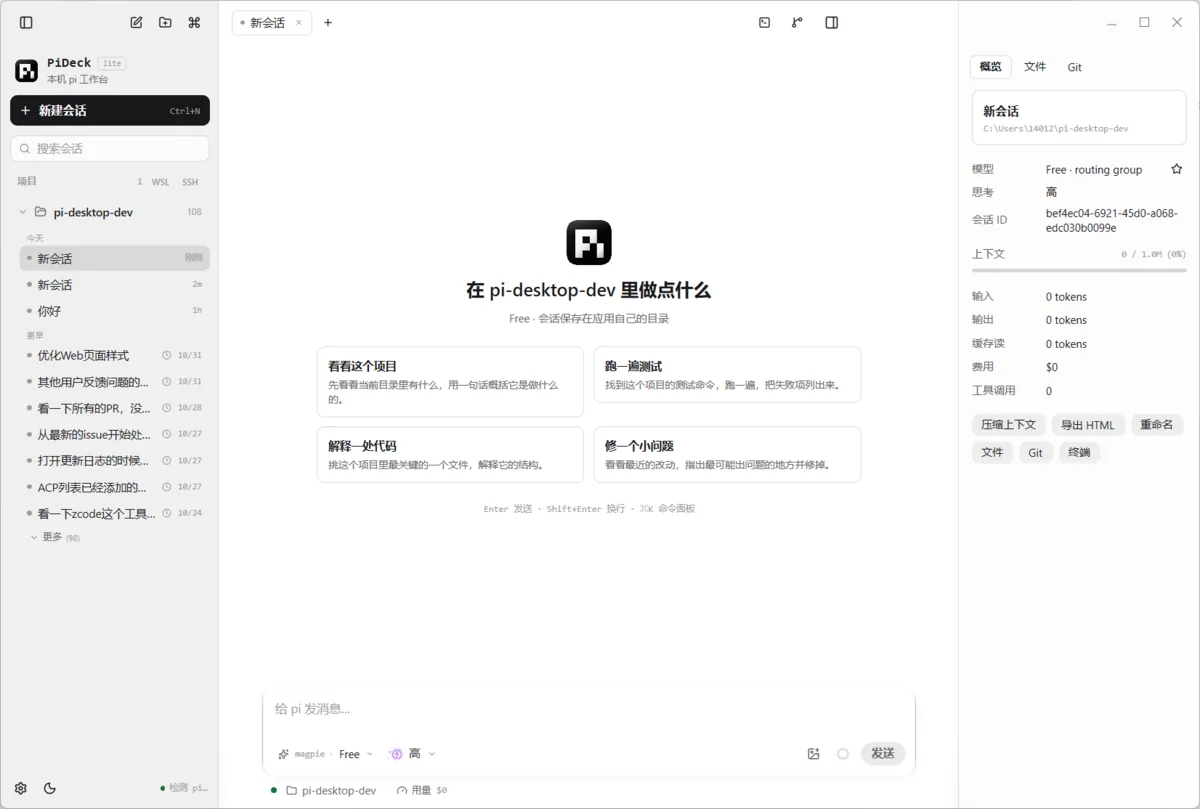 PiDeck lite
本机 pi 工作台
+ 新建会话 Ctrl+N
搜索会话
项目 1 WSL SSH
pi-desktop-dev 108
今天
新会话 刚刚
新会话 2m
你好 1h
更早
优化Web页面样式 10/31
其他用户反馈问题的... 10/31
看一下所有的PR，没... 10/28
从最新的issue开始处... 10/27
打开更新日志的时候... 10/27
ACP列表已经添加的... 10/27
看一下zcode这个工具... 10/24
更多 (98)
检测 pi...
新会话 × +
Pi
在 pi-desktop-dev 里做点什么
Free · 会话保存在应用自己的目录
看看这个项目
先看看当前目录里有什么，用一句话概括它是做什么
的。
跑一遍测试
找到这个项目的测试命令，跑一遍，把失败项列出来。
解释一处代码
挑这个项目里最关键的一个文件，解释它的结构。
修一个小问题
看看最近的改动，指出最可能出问题的地方并修掉。
Enter 发送 · Shift+Enter 换行 · ⌘K 命令面板
给 pi 发消息...
magpie · Free 高 发送
pi-desktop-dev 用量 $0
概览 文件 Git
新会话
C:\Users\14012\pi-desktop-dev
模型 Free · routing group
思考 高
会话 ID bef4ec04-6921-45d0-a068-
edc030b0099e
上下文 0 / 1.0M (0%)
输入 0 tokens
输出 0 tokens
缓存读 0 tokens
费用 $0
工具调用 0
压缩上下文 导出 HTML 重命名
文件 Git 终端